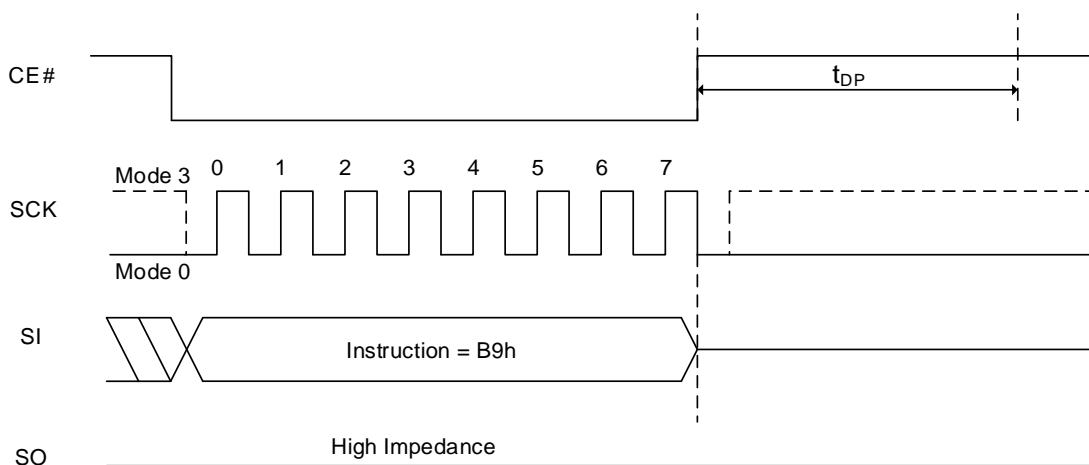 CE#
tDP
Mode 3
0 1 2 3 4 5 6 7
SCK
Mode 0
SI
Instruction = B9h
High Impedance
SO